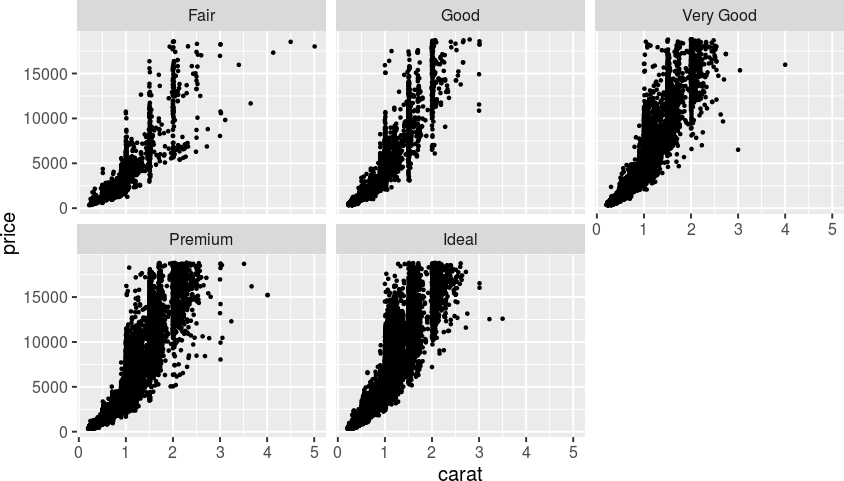 Fair Good Very Good
15000
10000
5000
0
0 1 2 3 4 5
Premium Ideal
15000
10000
5000
0
0 1 2 3 4 5 0 1 2 3 4 5
carat
price